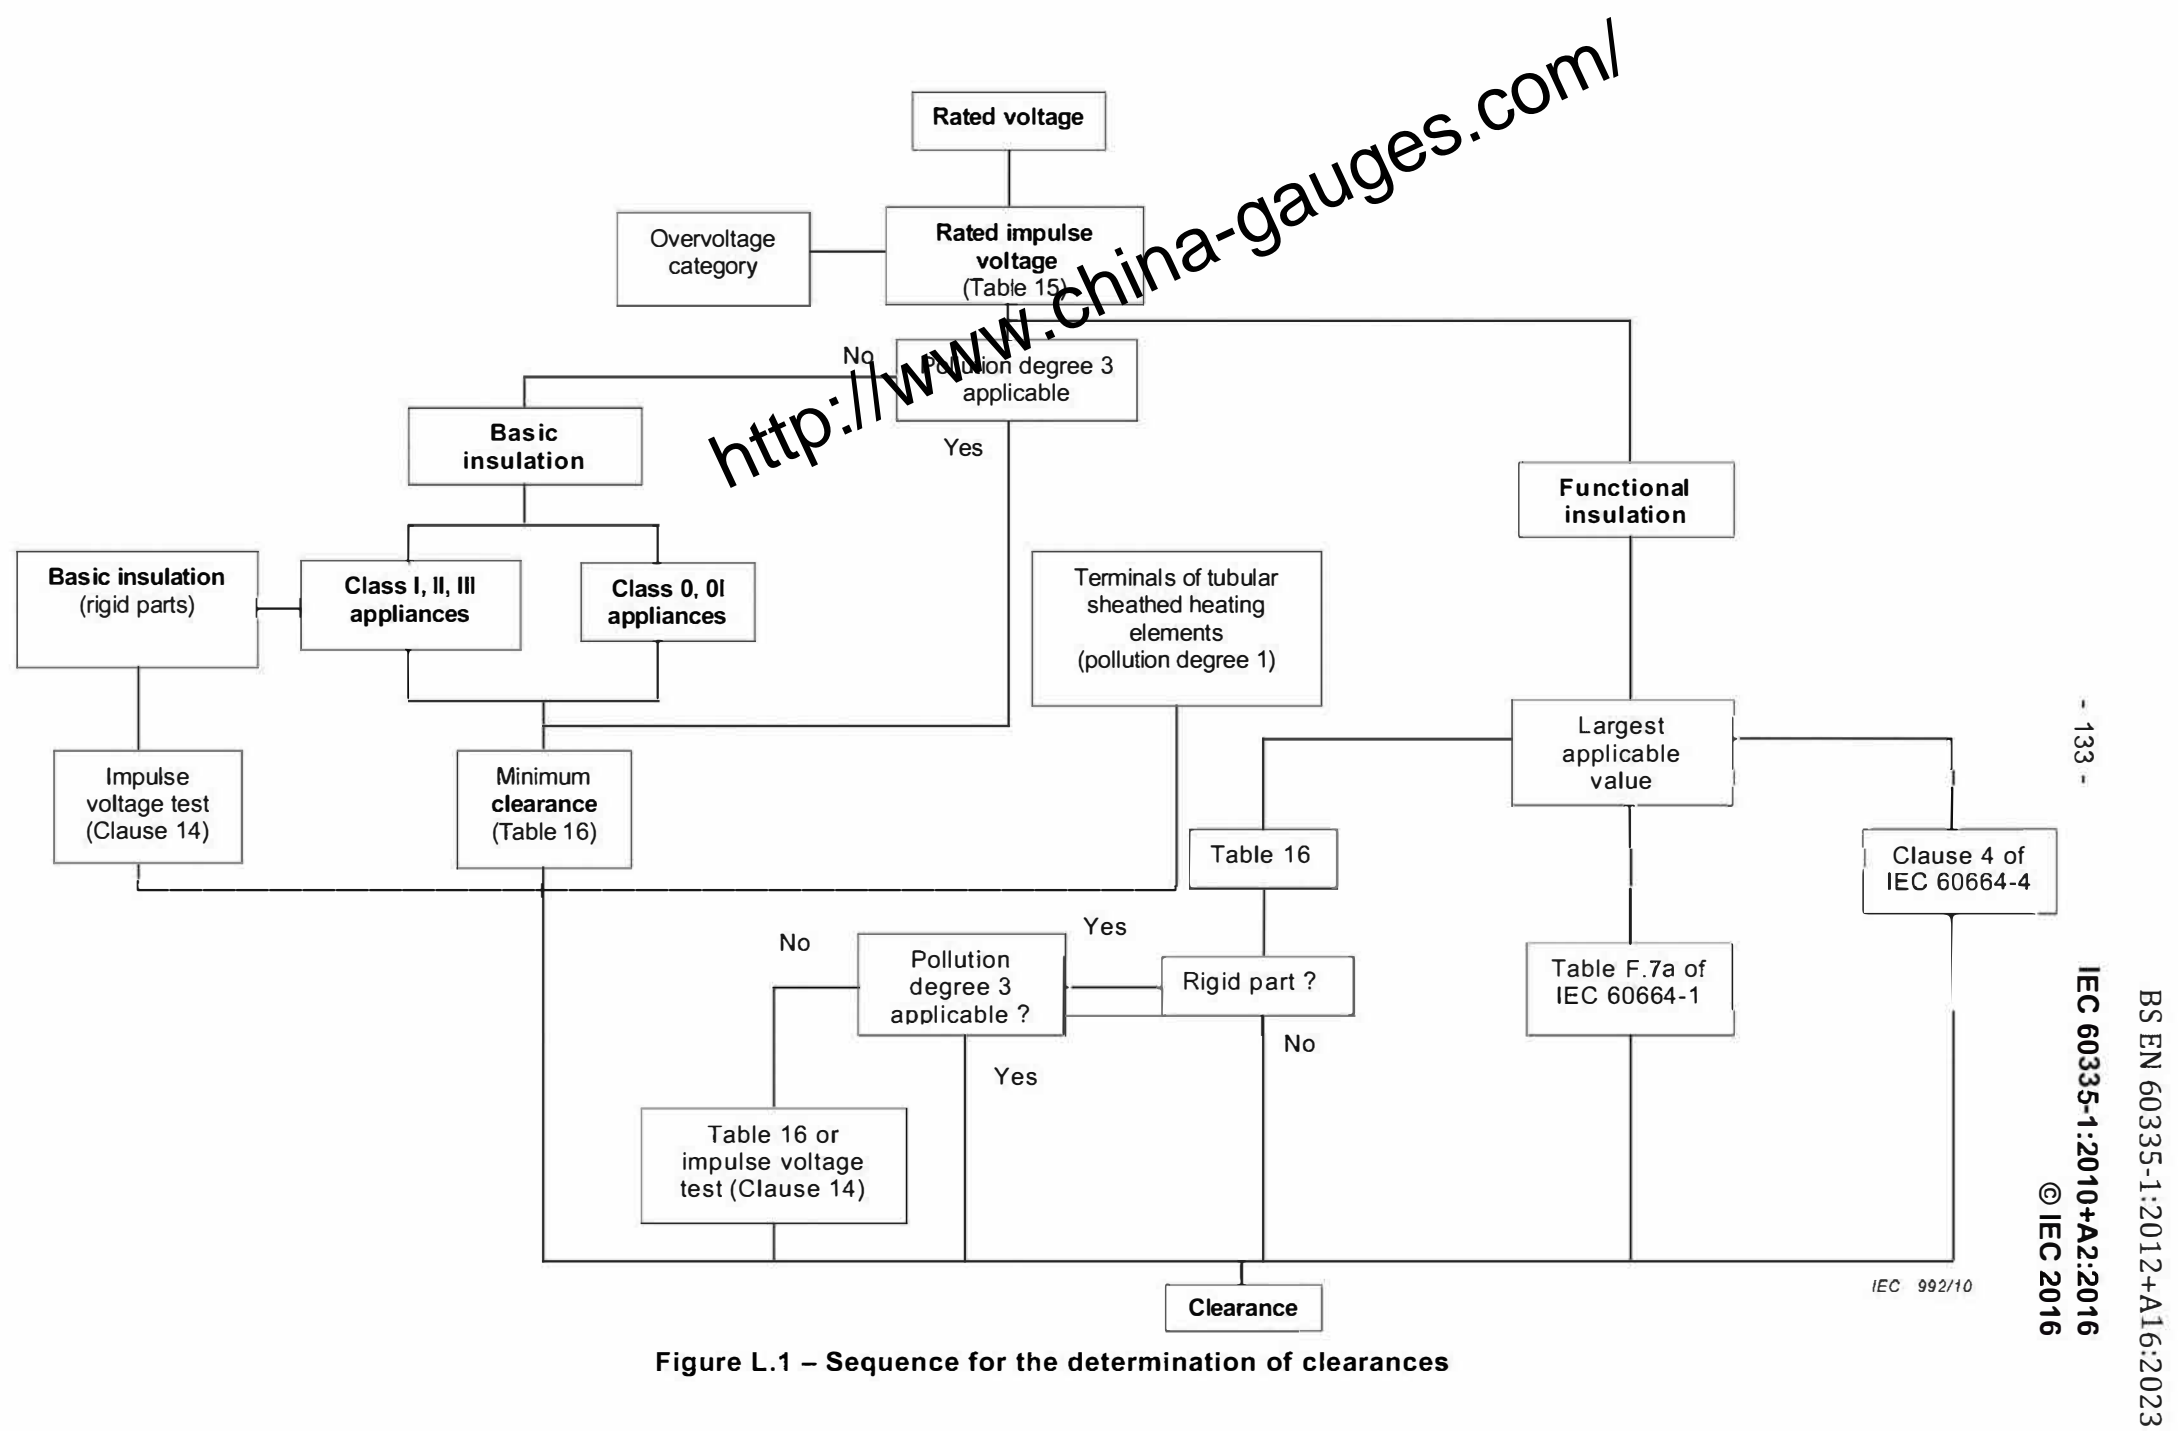 Rated voltage
Overvoltage
category
Rated impulse
voltage
(Table 15)
http://www.china-gauges.com/
No
Pollution degree 3
applicable
Yes
Basic
insulation
Functional
insulation
Basic insulation
(rigid parts)
Class I, II, III
appliances
Class 0, 0I
appliances
Terminals of tubular
sheathed heating
elements
(pollution degree 1)
Largest
applicable
value
Impulse
voltage test
(Clause 14)
Minimum
clearance
(Table 16)
Table 16
Clause 4 of
IEC 60664-4
No
Pollution
degree 3
applicable ?
Yes
Rigid part ?
Table F.7a of
IEC 60664-1
No
Yes
Table 16 or
impulse voltage
test (Clause 14)
Clearance
IEC 992/10
Figure L.1 – Sequence for the determination of clearances
- 133 -
BS EN 60335-1:2012+A16:2023
IEC 60335-1:2010+A2:2016
© IEC 2016